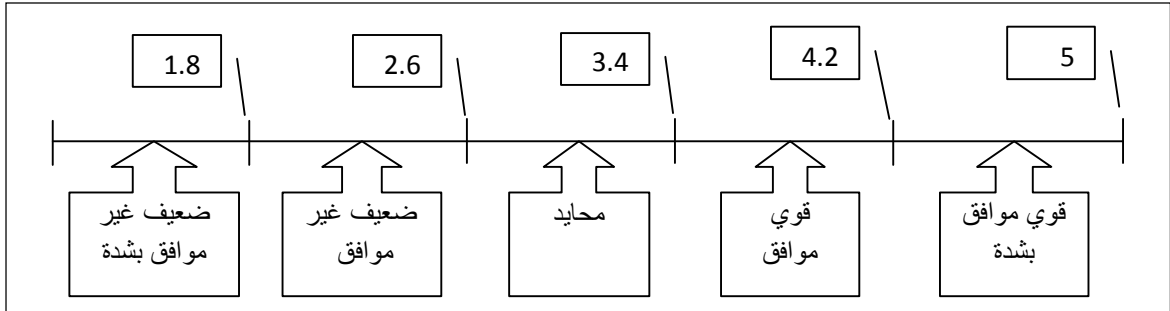 1.8
2.6
3.4
4.2
5
ضعيف غير
موافق بشدة
ضعيف غير
موافق
محايد
قوي
موافق
قوي موافق
بشدة